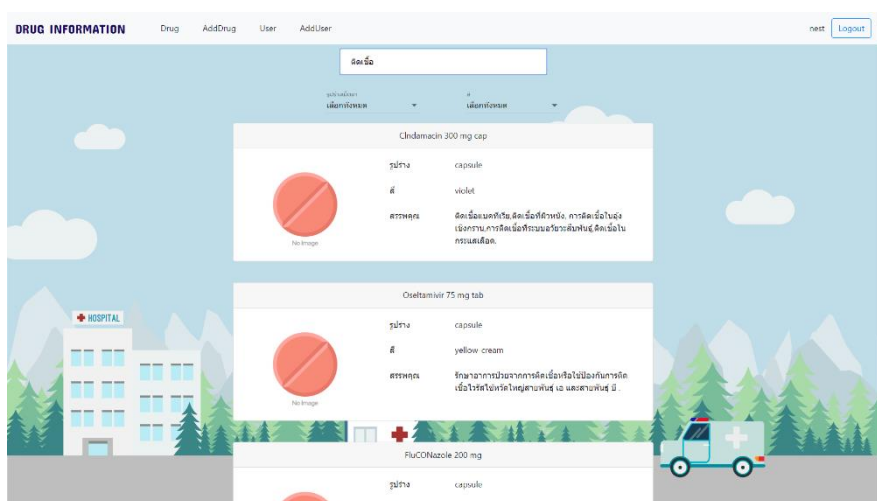 DRUG INFORMATION Drug AddDrug User AddUser nest Logout
ติดเชื้อ
เลือกทั้งหมด เลือกทั้งหมด
Clndamacin 300 mg cap
รูปร่าง capsule
สี violet
สรรพคุณ ติดเชื้อแบคทีเรีย,ติดเชื้อที่ผิวหนัง, การติดเชื้อในอุ้ง
เชิงกราน,การติดเชื้อที่ระบบอวัยวะสืบพันธุ์,ติดเชื้อใน
กระแสเลือด.
No Image
Oseltamivir 75 mg tab
รูปร่าง capsule
สี yellow cream
สรรพคุณ รักษาอาการป่วยจากการติดเชื้อหรือใช้ป้องกันการติด
เชื้อไวรัสไข้หวัดใหญ่สายพันธุ์ เอ และสายพันธุ์ บี .
No Image
HOSPITAL
FluCONazole 200 mg
รูปร่าง capsule